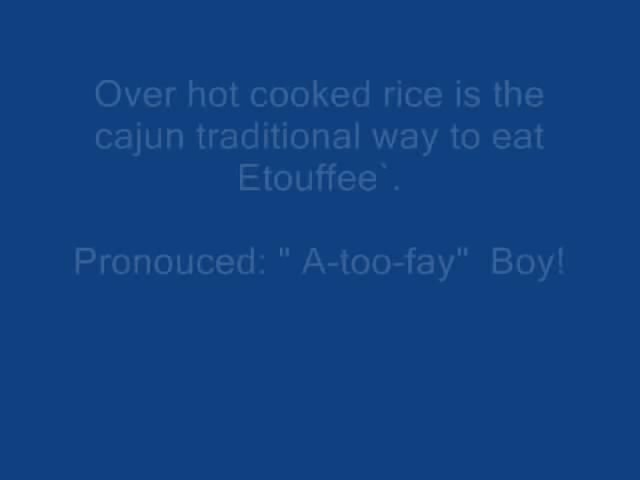 Over hot cooked rice is the
cajun traditional way to eat
Etouffee`.
Pronouced: " A-too-fay"  Boy!